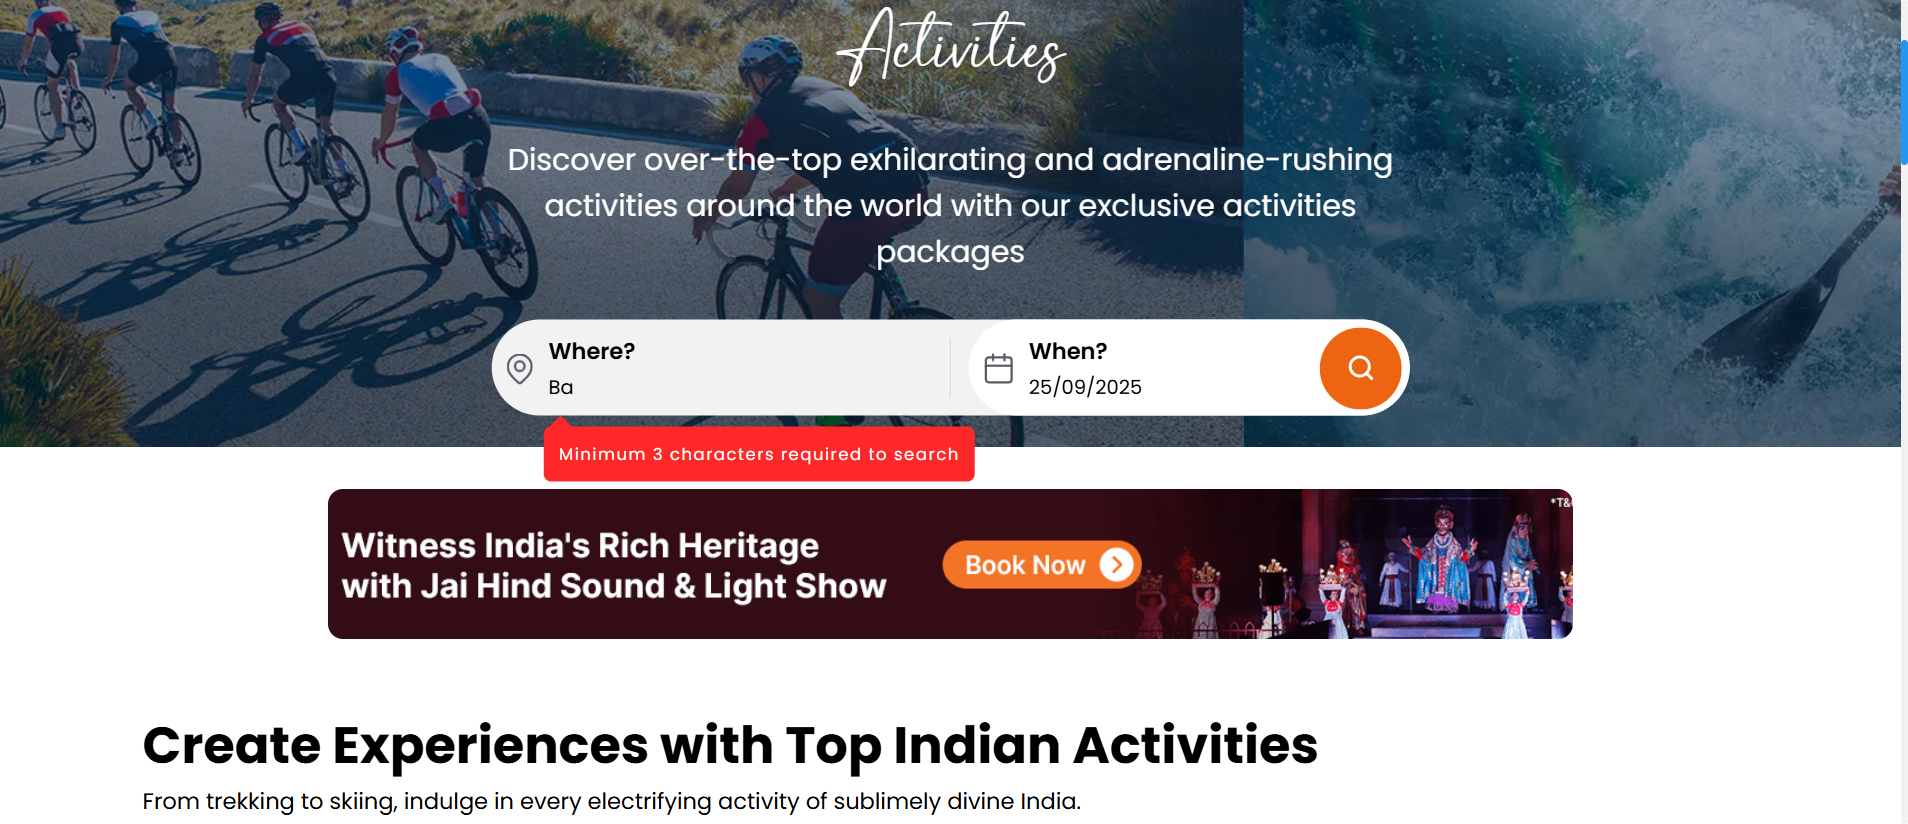 Activities
Discover over-the-top exhilarating and adrenaline-rushing
activities around the world with our exclusive activities
packages
Where?
Ba
When?
25/09/2025
Minimum 3 characters required to search
*T&
Witness India's Rich Heritage
with Jai Hind Sound & Light Show
Book Now
Create Experiences with Top Indian Activities
From trekking to skiing, indulge in every electrifying activity of sublimely divine India.